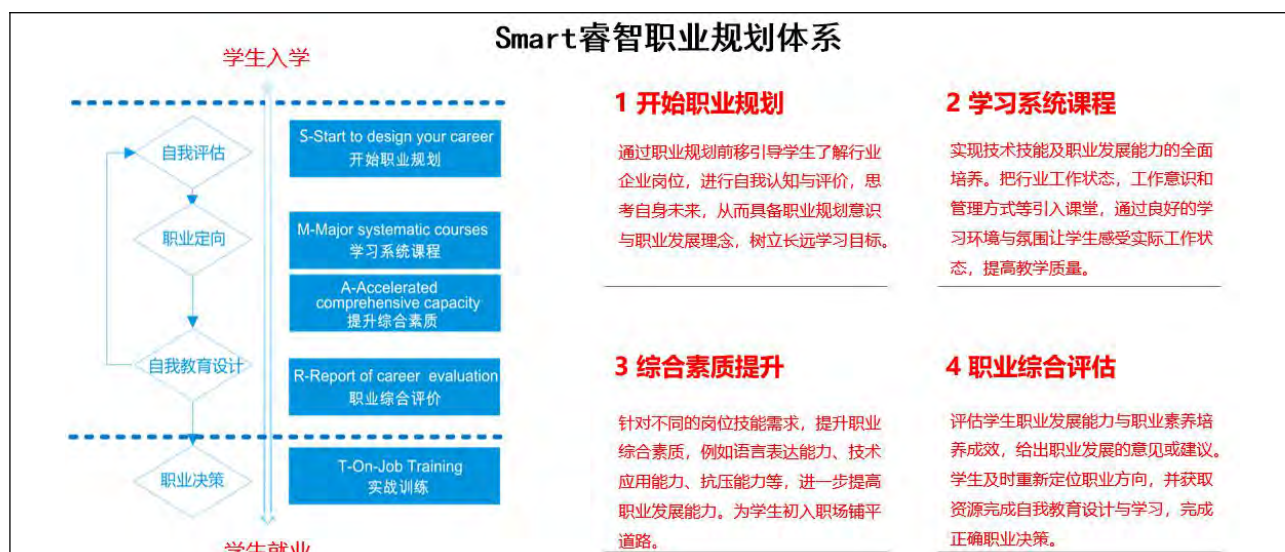 Smart睿智职业规划体系
学生入学
自我评估
职业定向
自我教育设计
职业决策
S-Start to design your career
开始职业规划
M-Major systematic courses
学习系统课程
A-Accelerated
comprehensive capacity
提升综合素质
R-Report of career evaluation
职业综合评价
T-On-Job Training
实战训练
学生就业
1 开始职业规划
通过职业规划前移引导学生了解行业
企业岗位，进行自我认知与评价，思
考自身未来，从而具备职业规划意识
与职业发展理念，树立长远学习目标。
2 学习系统课程
实现技术技能及职业发展能力的全面
培养。把行业工作状态，工作意识和
管理方式等引入课堂，通过良好的学
习环境与氛围让学生感受实际工作状
态，提高教学质量。
3 综合素质提升
针对不同的岗位技能需求，提升职业
综合素质，例如语言表达能力、技术
应用能力、抗压能力等，进一步提高
职业发展能力。为学生初入职场铺平
道路。
4 职业综合评估
评估学生职业发展能力与职业素养培
养成效，给出职业发展的意见或建议。
学生及时重新定位职业方向，并获取
资源完成自我教育设计与学习，完成
正确职业决策。